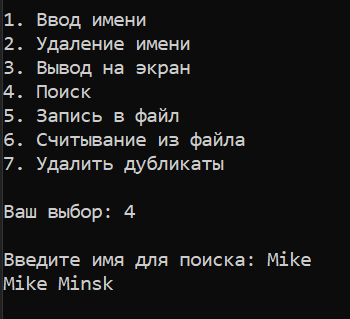 1. Ввод имени
2. Удаление имени
3. Вывод на экран
4. Поиск
5. Запись в файл
6. Считывание из файла
7. Удалить дубликаты
Ваш выбор: 4
Введите имя для поиска: Mike
Mike Minsk